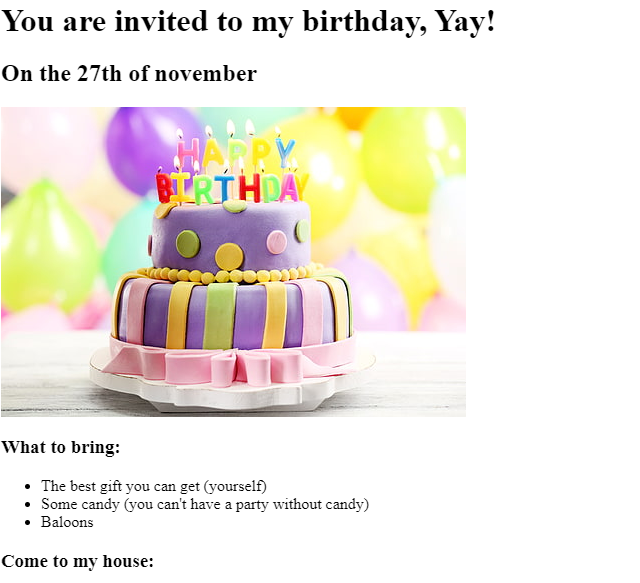 You are invited to my birthday, Yay!
On the 27th of november
HAPPY
BIRTHDAY
What to bring:
The best gift you can get (yourself)
Some candy (you can't have a party without candy)
Baloons
Come to my house: